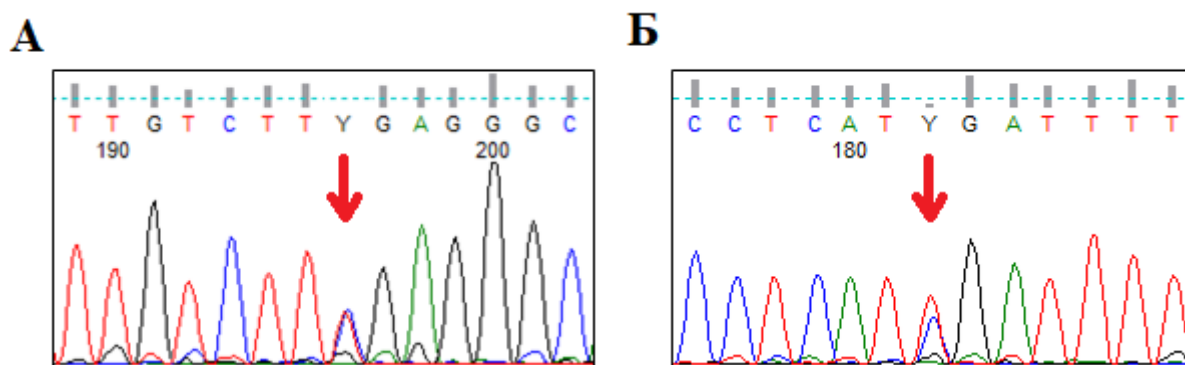 А
Б
T T G T C T T Y G A G G G C
190 200
C C T C A T Y G A T T T T
180